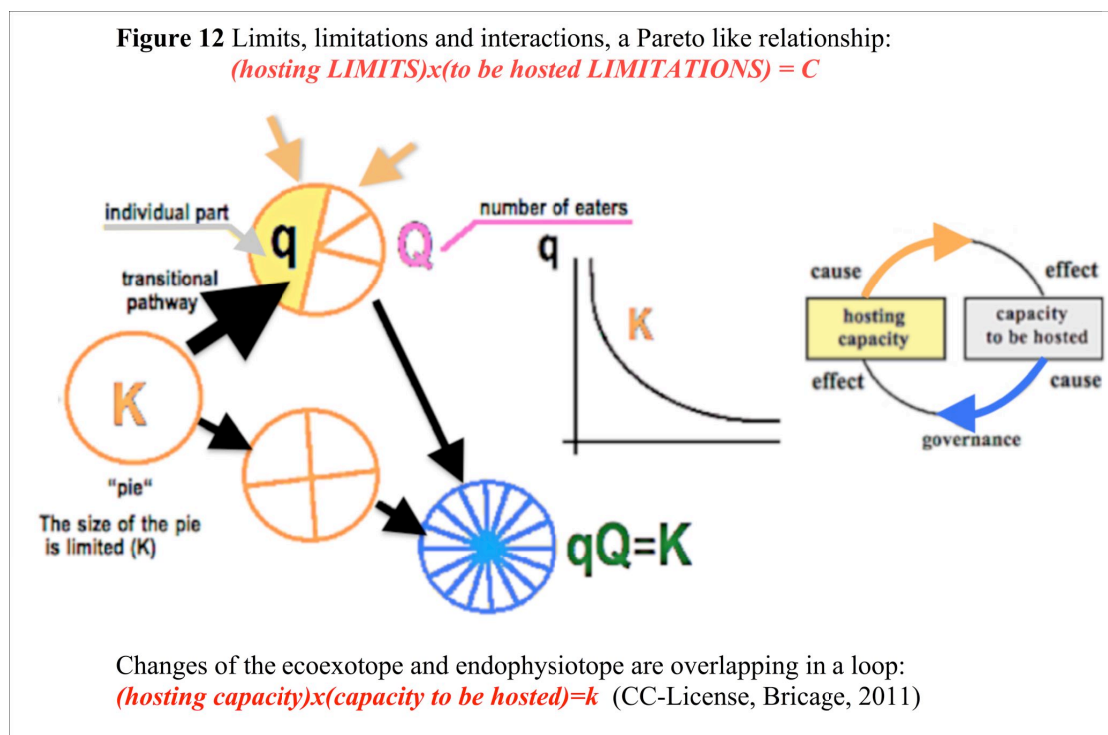 Figure 12 Limits, limitations and interactions, a Pareto like relationship:
(hosting LIMITS)x(to be hosted LIMITATIONS) = C
individual part
q
Q
number of eaters
transitional
pathway
q
K
K
"pie"
The size of the pie
is limited (K)
qQ=K
cause
effect
hosting
capacity
capacity
to be hosted
effect
cause
governance
Changes of the ecoexotope and endophysiotope are overlapping in a loop:
(hosting capacity)x(capacity to be hosted)=k (CC-License, Bricage, 2011)